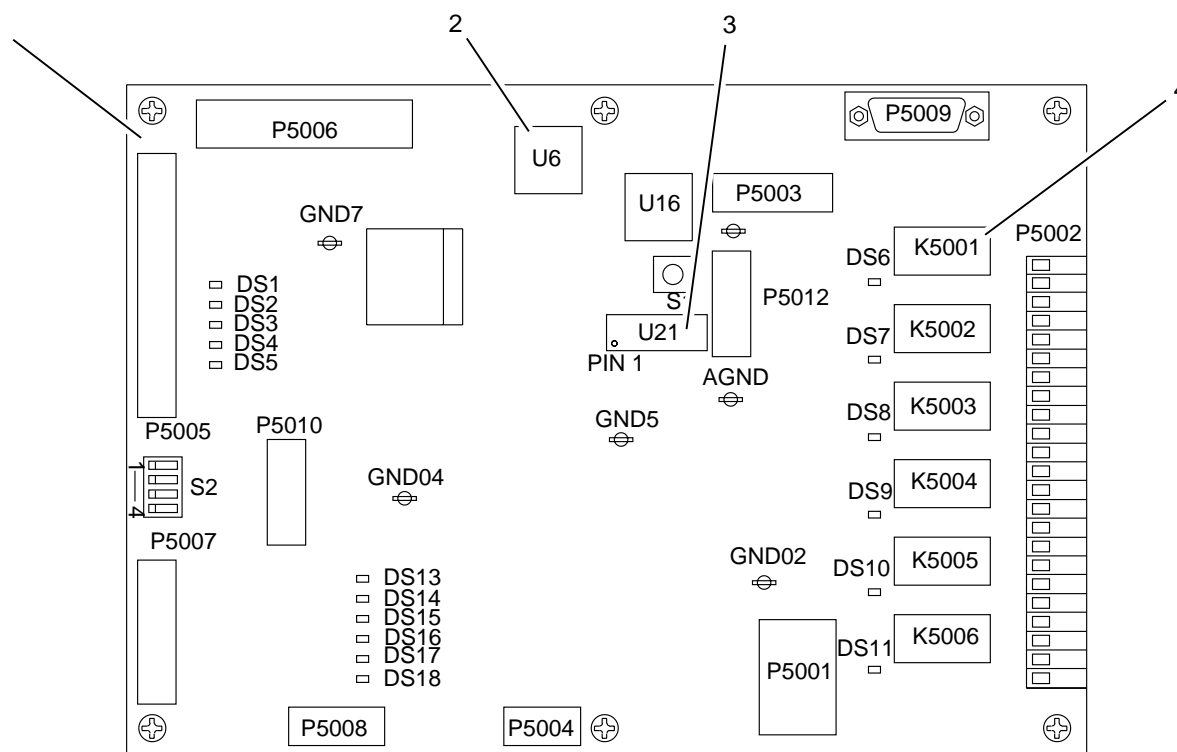 2
3
P5006
P5009
U6
U16
P5003
GND7
K5001
P5002
DS6
DS1
DS2
DS3
DS4
DS5
P5012
U21
PIN 1
K5002
DS7
AGND
K5003
DS8
GND5
P5005
P5010
1
4
S2
GND04
K5004
DS9
P5007
GND02
K5005
DS10
DS13
DS14
DS15
DS16
DS17
DS18
K5006
DS11
P5001
P5008
P5004